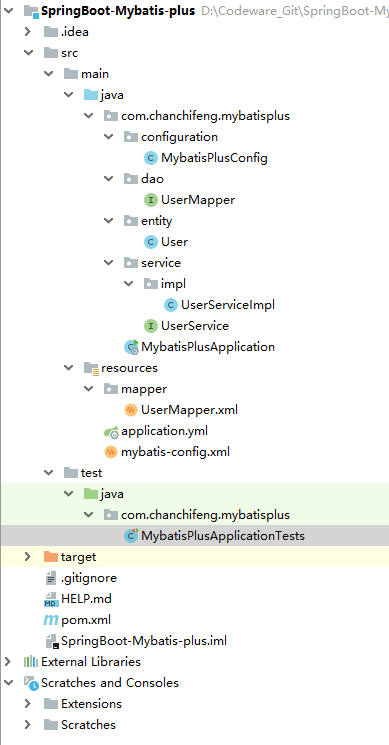 SpringBoot-Mybatis-plus D:\Codeware_Git\SpringBoot-My
.idea
src
main
java
com.chanchifeng.mybatisplus
configuration
MybatisPlusConfig
dao
UserMapper
entity
User
service
impl
UserServiceImpl
UserService
MybatisPlusApplication
resources
mapper
UserMapper.xml
application.yml
mybatis-config.xml
test
java
com.chanchifeng.mybatisplus
MybatisPlusApplicationTests
target
.gitignore
HELP.md
pom.xml
SpringBoot-Mybatis-plus.iml
External Libraries
Scratches and Consoles
Extensions
Scratches